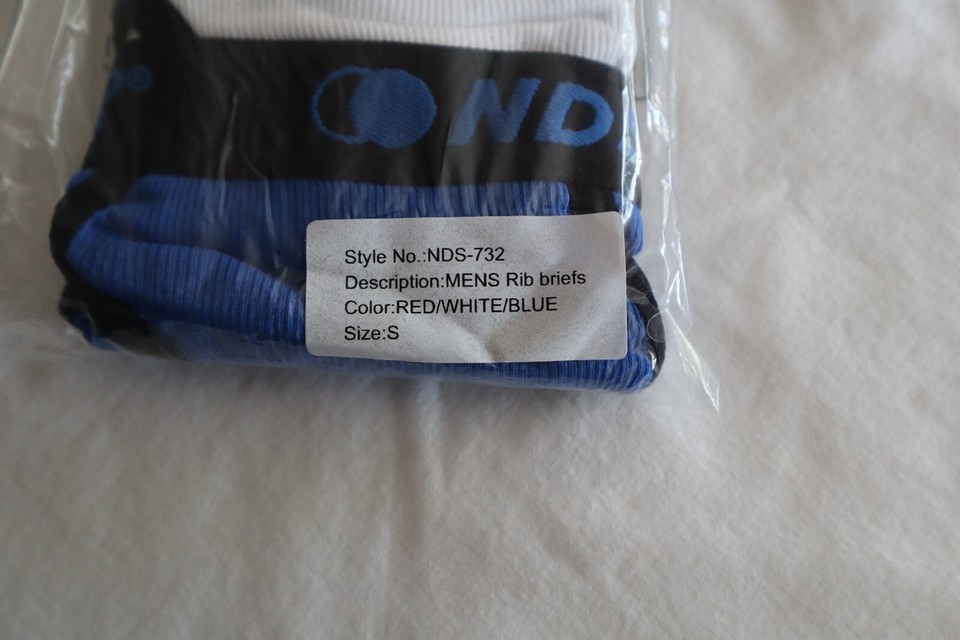 ND
Style No.:NDS-732
Description:MENS Rib briefs
Color:RED/WHITE/BLUE
Size:S